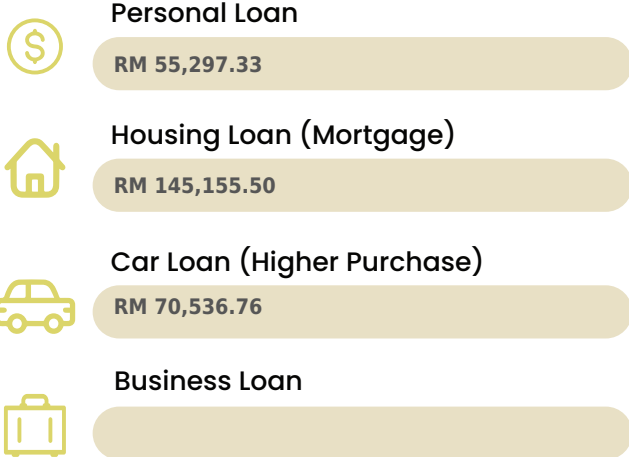 Personal Loan
RM 55,297.33
Housing Loan (Mortgage)
RM 145,155.50
Car Loan (Higher Purchase)
RM 70,536.76
Business Loan